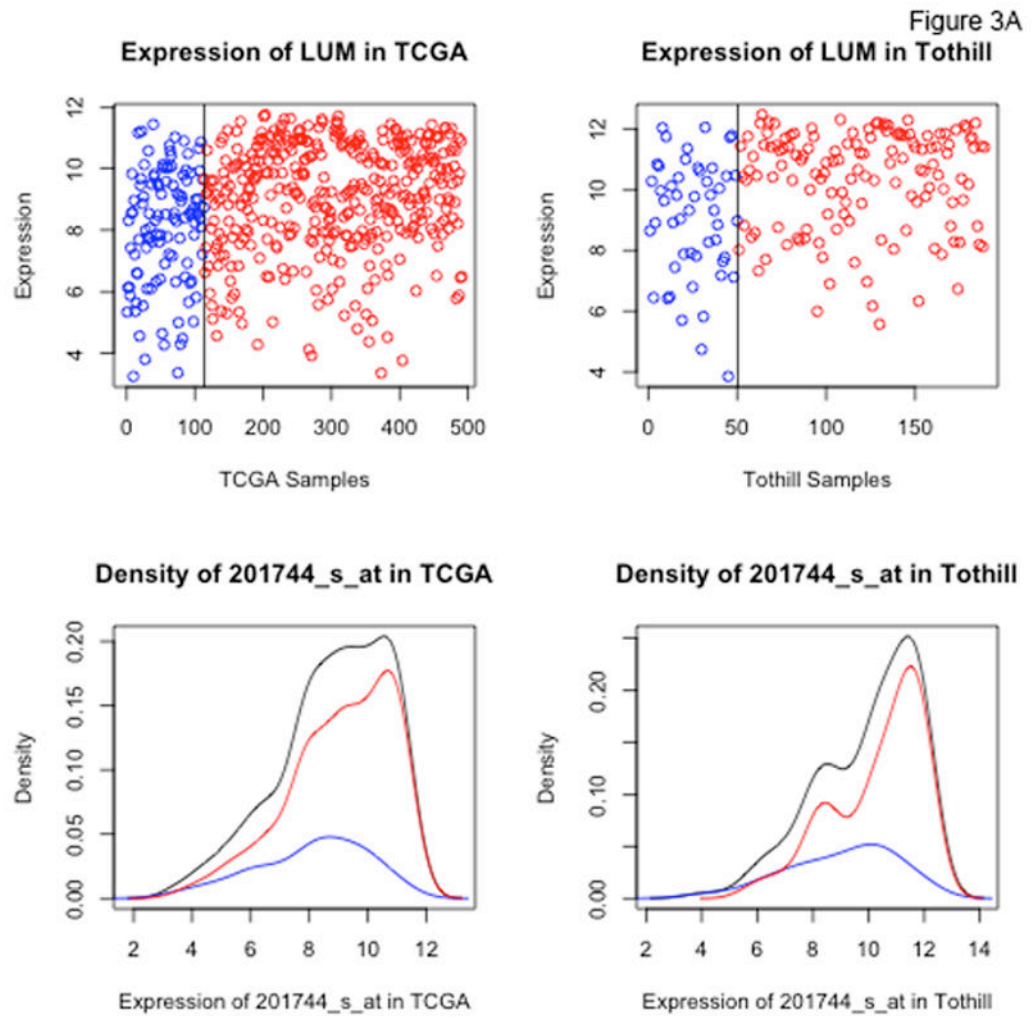 Figure 3A
Expression of LUM in TCGA
Expression
12
10
8
6
4
0 100 200 300 400 500
TCGA Samples
Expression of LUM in Tothill
Expression
12
10
8
6
4
0 50 100 150
Tothill Samples
Density of 201744_s_at in TCGA
Density
0.20
0.15
0.10
0.05
0.00
2 4 6 8 10 12
Expression of 201744_s_at in TCGA
Density of 201744_s_at in Tothill
Density
0.20
0.10
0.00
2 4 6 8 10 12 14
Expression of 201744_s_at in Tothill